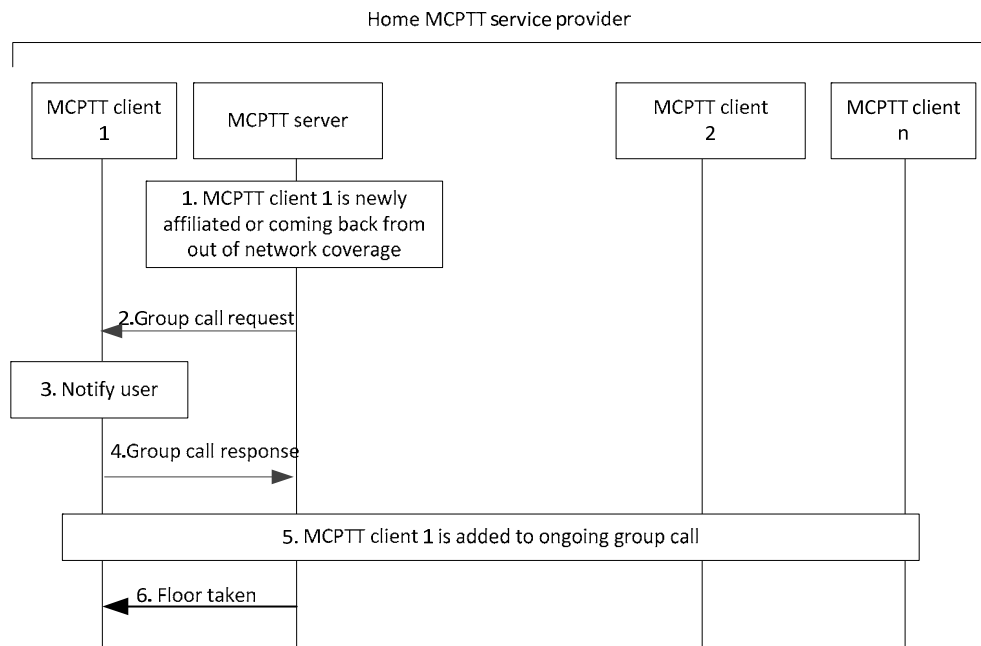 Home MCPTT service provider
MCPTT client
1
MCPTT server
MCPTT client
2
MCPTT client
n
1. MCPTT client 1 is newly
affiliated or coming back from
out of network coverage
2.Group call request
3. Notify user
4.Group call response
5. MCPTT client 1 is added to ongoing group call
6. Floor taken